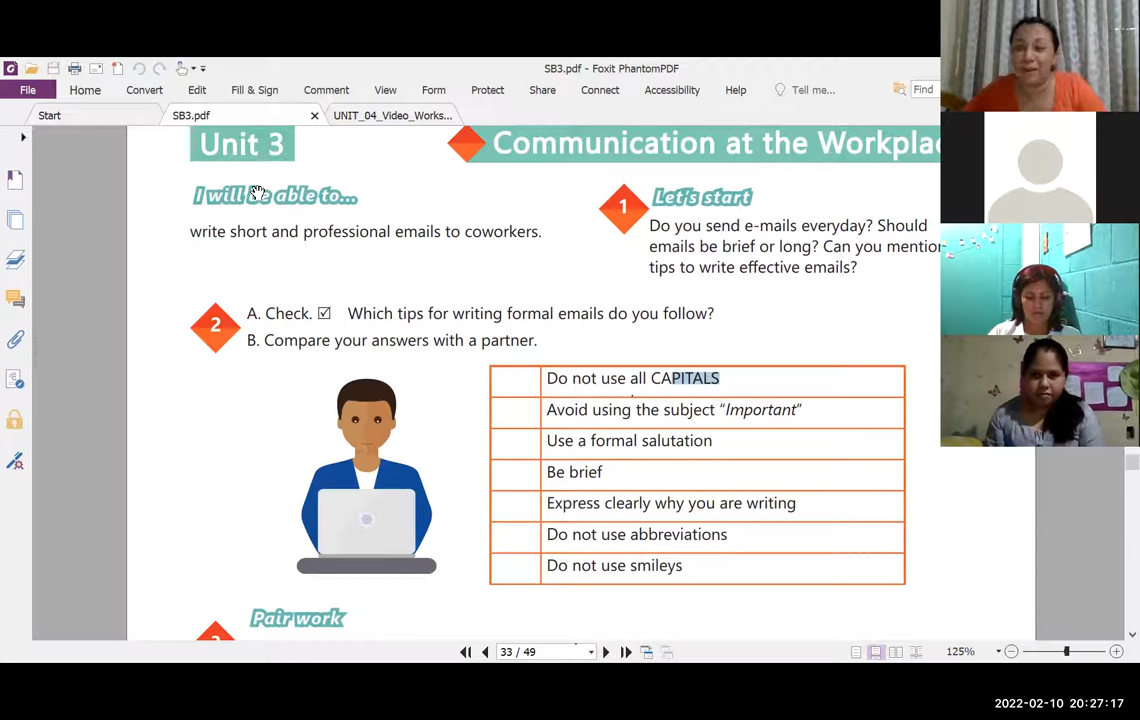 SB3.pdf - Foxit PhantomPDF
File Home Convert Edit Fill & Sign Comment View Form Protect Share Connect Accessibility Help Tell me... Find
Start SB3.pdf UNIT_04_Video_Works...
Unit 3
Communication at the Workplac
I will be able to...
write short and professional emails to coworkers.
1
Let's start
Do you send e-mails everyday? Should
emails be brief or long? Can you mention
tips to write effective emails?
2
A. Check. ☑ Which tips for writing formal emails do you follow?
B. Compare your answers with a partner.
Do not use all CAPITALS
Avoid using the subject “Important”
Use a formal salutation
Be brief
Express clearly why you are writing
Do not use abbreviations
Do not use smileys
Pair work
33 / 49
125%
2022-02-10 20:27:17